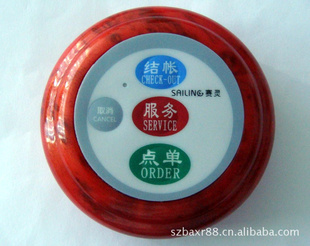 结帐
CHECK-OUT
SAILING 赛灵
取消
CANCEL
服务
SERVICE
点单
ORDER
szbaxr88.cn.alibaba.com